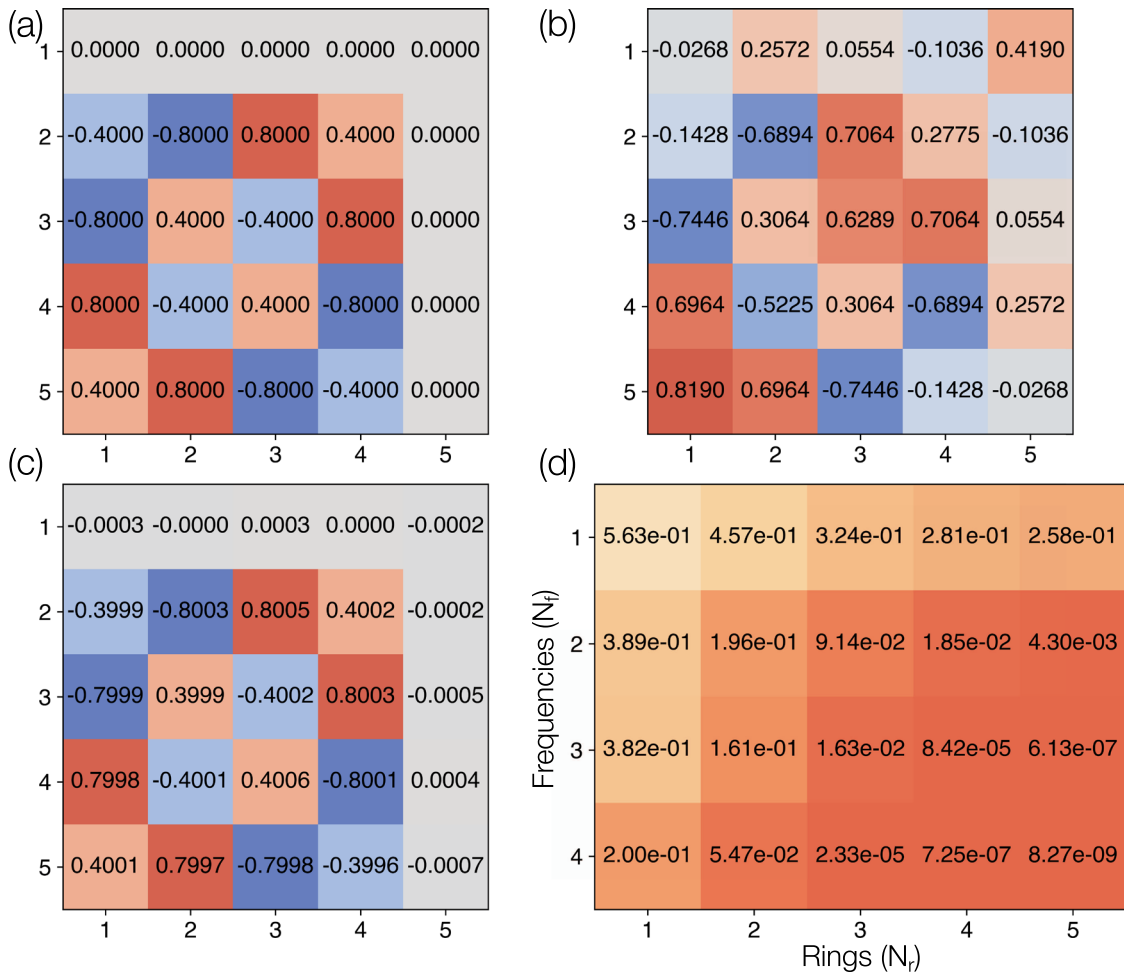 (a)
1 0.0000 0.0000 0.0000 0.0000 0.0000
2 -0.4000 -0.8000 0.8000 0.4000 0.0000
3 -0.8000 0.4000 -0.4000 0.8000 0.0000
4 0.8000 -0.4000 0.4000 -0.8000 0.0000
5 0.4000 0.8000 -0.8000 -0.4000 0.0000
1 2 3 4 5
(b)
1 -0.0268 0.2572 0.0554 -0.1036 0.4190
2 -0.1428 -0.6894 0.7064 0.2775 -0.1036
3 -0.7446 0.3064 0.6289 0.7064 0.0554
4 0.6964 -0.5225 0.3064 -0.6894 0.2572
5 0.8190 0.6964 -0.7446 -0.1428 -0.0268
1 2 3 4 5
(c)
1 -0.0003 -0.0000 0.0003 0.0000 -0.0002
2 -0.3999 -0.8003 0.8005 0.4002 -0.0002
3 -0.7999 0.3999 -0.4002 0.8003 -0.0005
4 0.7998 -0.4001 0.4006 -0.8001 0.0004
5 0.4001 0.7997 -0.7998 -0.3996 -0.0007
1 2 3 4 5
(d)
Frequencies (Nf)
1 5.63e-01 4.57e-01 3.24e-01 2.81e-01 2.58e-01
2 3.89e-01 1.96e-01 9.14e-02 1.85e-02 4.30e-03
3 3.82e-01 1.61e-01 1.63e-02 8.42e-05 6.13e-07
4 2.00e-01 5.47e-02 2.33e-05 7.25e-07 8.27e-09
1 2 3 4 5
Rings (Nr)